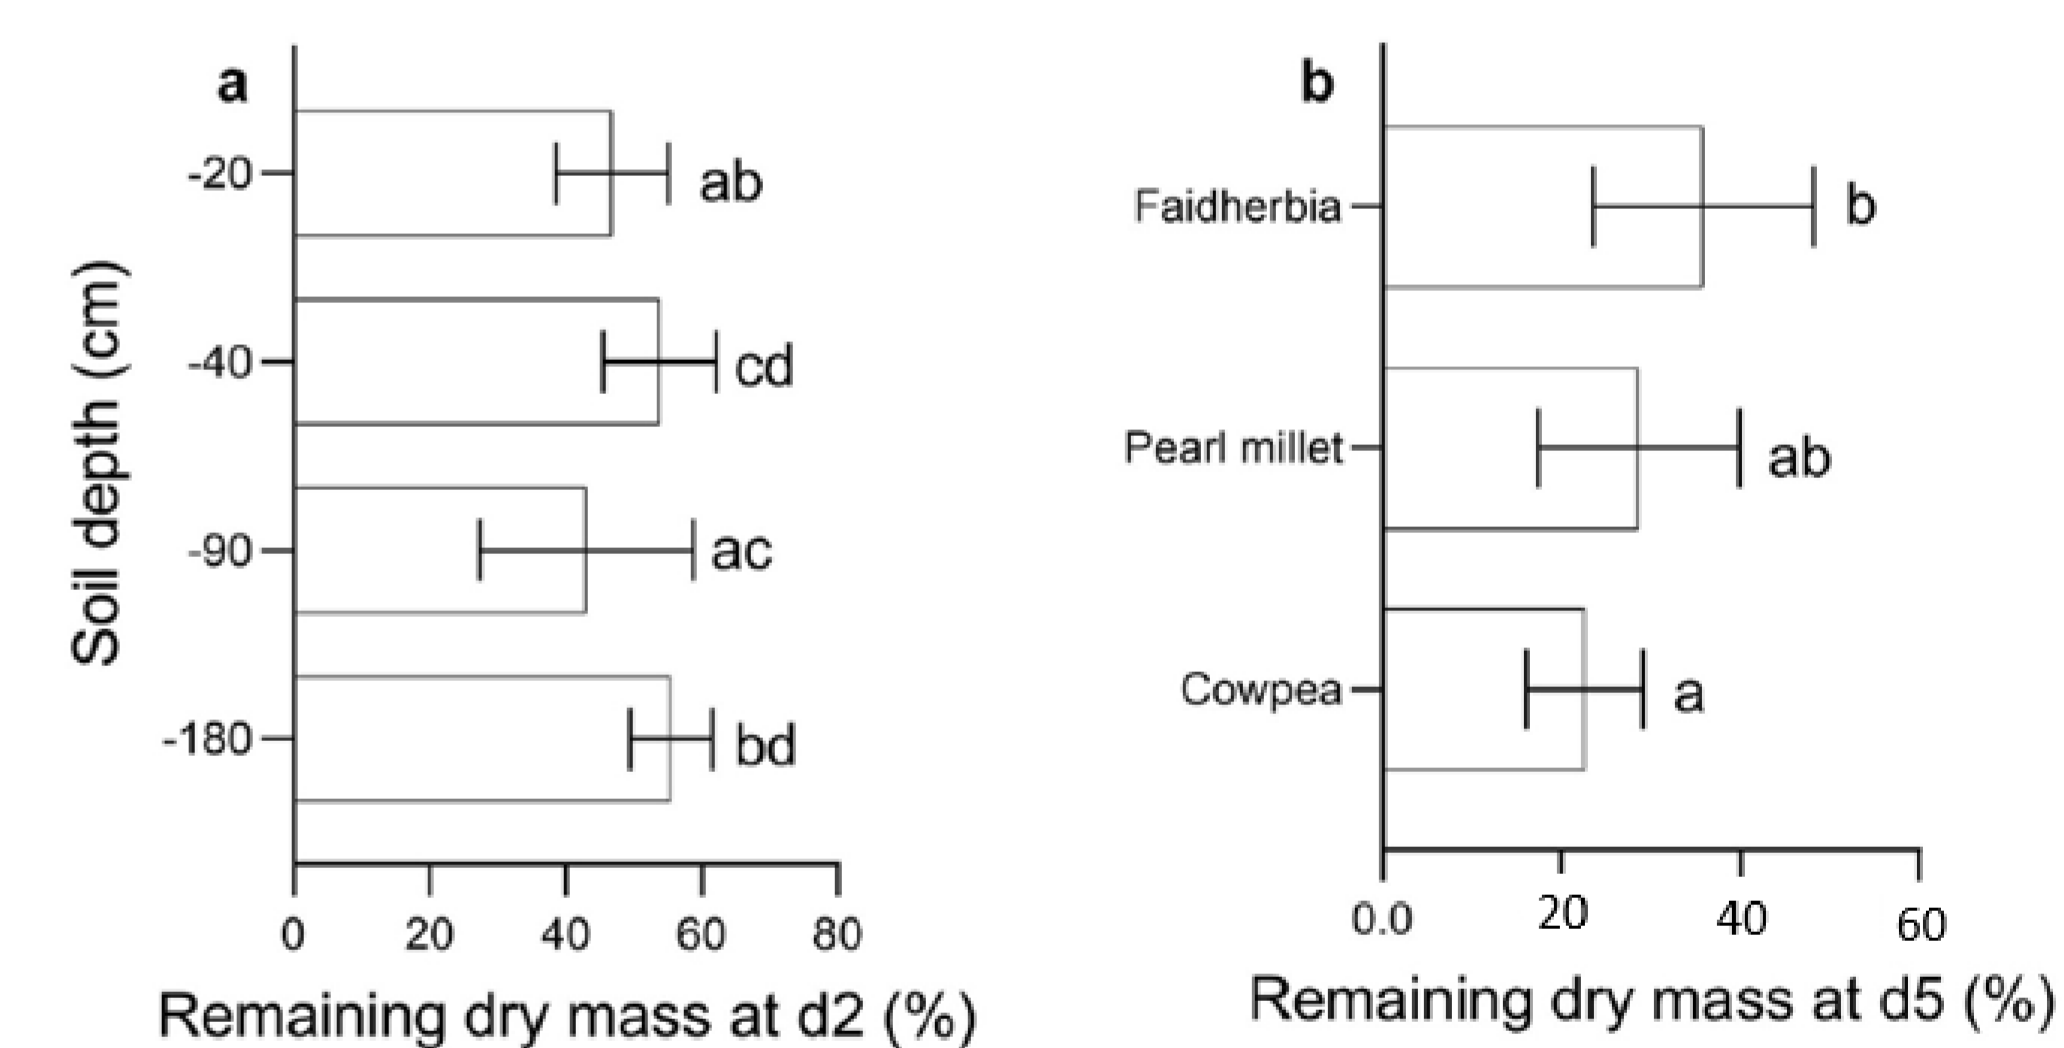 a
Soil depth (cm)
-20
ab
-40
cd
-90
ac
-180
bd
0 20 40 60 80
Remaining dry mass at d2 (%)
b
Faidherbia
b
Pearl millet
ab
Cowpea
a
0.0 20 40 60
Remaining dry mass at d5 (%)